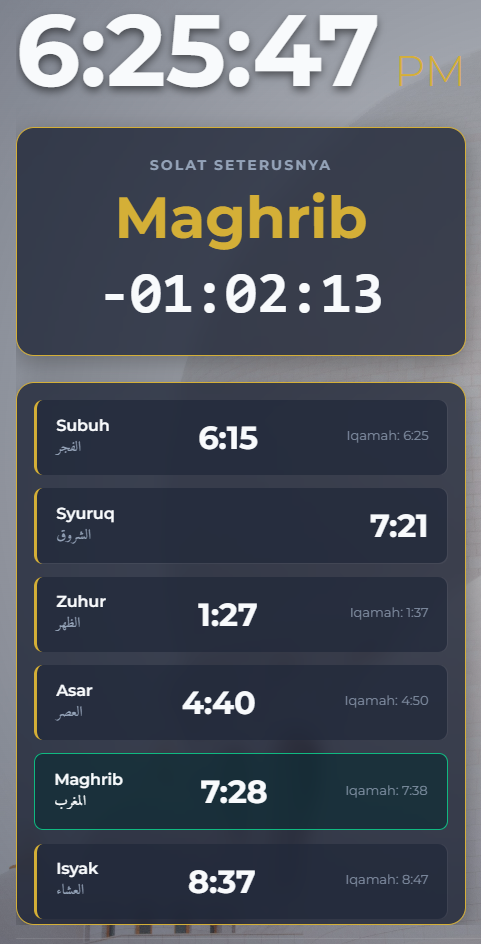 6:25:47 PM
SOLAT SETERUSNYA
Maghrib
-01:02:13
Subuh
الفجر
6:15
Iqamah: 6:25
Syuruq
الشروق
7:21
Zuhur
الظهر
1:27
Iqamah: 1:37
Asar
العصر
4:40
Iqamah: 4:50
Maghrib
المغرب
7:28
Iqamah: 7:38
Isyak
العشاء
8:37
Iqamah: 8:47